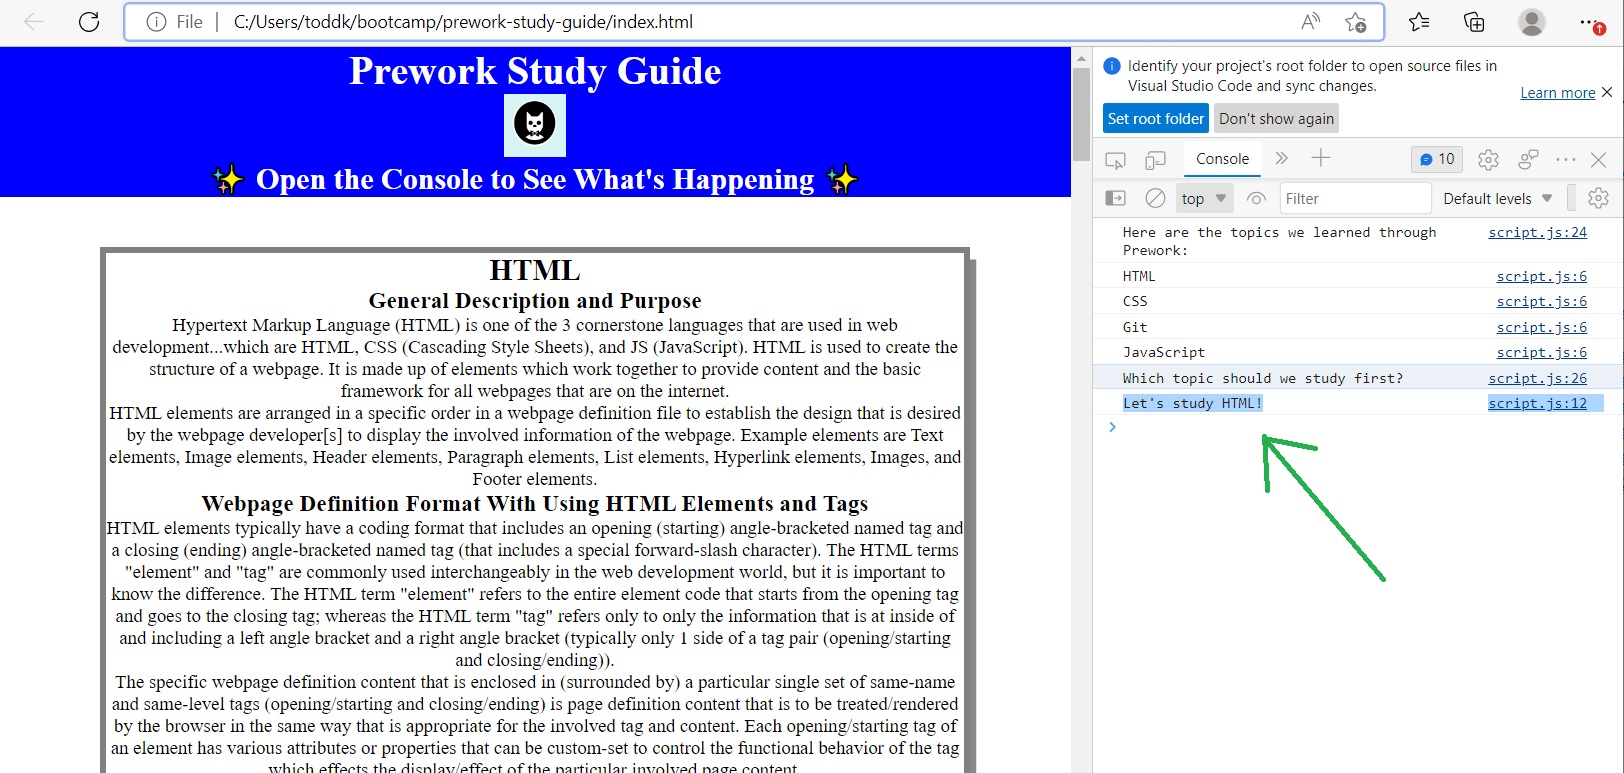 File | C:/Users/toddk/bootcamp/prework-study-guide/index.html
Prework Study Guide
✨ Open the Console to See What's Happening ✨
HTML
General Description and Purpose
Hypertext Markup Language (HTML) is one of the 3 cornerstone languages that are used in web
development...which are HTML, CSS (Cascading Style Sheets), and JS (JavaScript). HTML is used to create the
structure of a webpage. It is made up of elements which work together to provide content and the basic
framework for all webpages that are on the internet.
HTML elements are arranged in a specific order in a webpage definition file to establish the design that is desired
by the webpage developer[s] to display the involved information of the webpage. Example elements are Text
elements, Image elements, Header elements, Paragraph elements, List elements, Hyperlink elements, Images, and
Footer elements.
Webpage Definition Format With Using HTML Elements and Tags
HTML elements typically have a coding format that includes an opening (starting) angle-bracketed named tag and
a closing (ending) angle-bracketed named tag (that includes a special forward-slash character). The HTML terms
"element" and "tag" are commonly used interchangeably in the web development world, but it is important to
know the difference. The HTML term "element" refers to the entire element code that starts from the opening tag
and goes to the closing tag; whereas the HTML term "tag" refers only to only the information that is at inside of
and including a left angle bracket and a right angle bracket (typically only 1 side of a tag pair (opening/starting
and closing/ending)).
The specific webpage definition content that is enclosed in (surrounded by) a particular single set of same-name
and same-level tags (opening/starting and closing/ending) is page definition content that is to be treated/rendered
by the browser in the same way that is appropriate for the involved tag and content. Each opening/starting tag of
an element has various attributes or properties that can be custom-set to control the functional behavior of the tag
which effects the display/effect of the particular involved page content.
Identify your project's root folder to open source files in
Visual Studio Code and sync changes.
Learn more
Set root folder Don't show again
Console 10
top Filter Default levels
Here are the topics we learned through script.js:24
Prework:
HTML script.js:6
CSS script.js:6
Git script.js:6
JavaScript script.js:6
Which topic should we study first? script.js:26
Let's study HTML! script.js:12